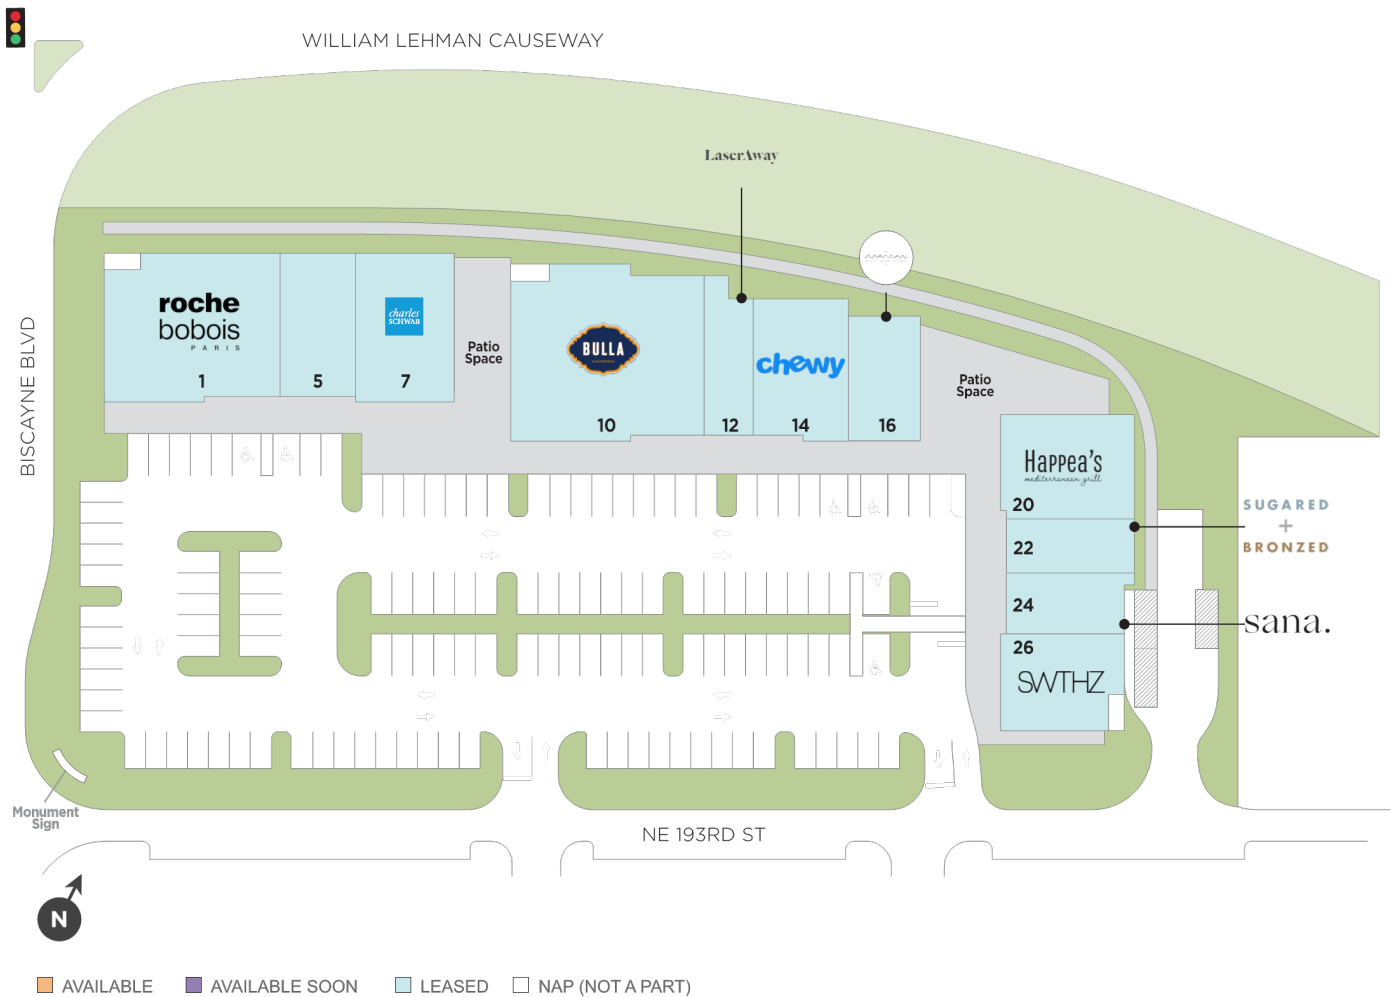 WILLIAM LEHMAN CAUSEWAY
LaserAway
BISCAYNE BLVD
roche
bobois
PARIS
charles
SCHWAB
1
5
7
Patio
Space
BULLA
10
12
chewy
14
16
Patio
Space
Happea's
mediterranean grill
20
22
24
26
SWTHZ
SUGARED
+
BRONZED
sana.
Monument
Sign
NE 193RD ST
N
AVAILABLE
AVAILABLE SOON
LEASED
NAP (NOT A PART)